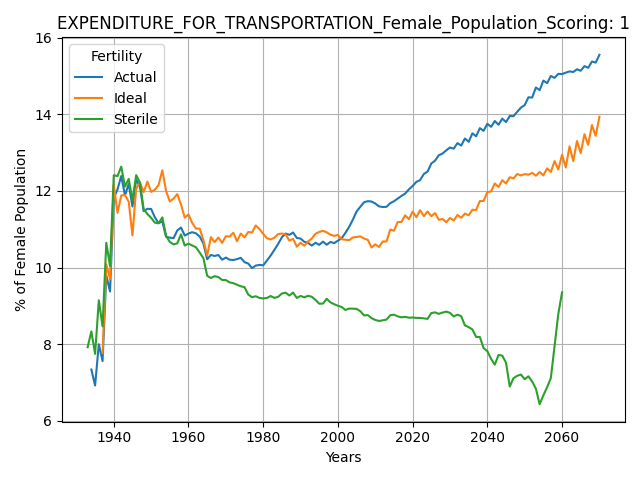 EXPENDITURE_FOR_TRANSPORTATION_Female_Population_Scoring: 1
16
14
12
10
8
6
% of Female Population
Fertility
Actual
Ideal
Sterile
1940 1960 1980 2000 2020 2040 2060
Years